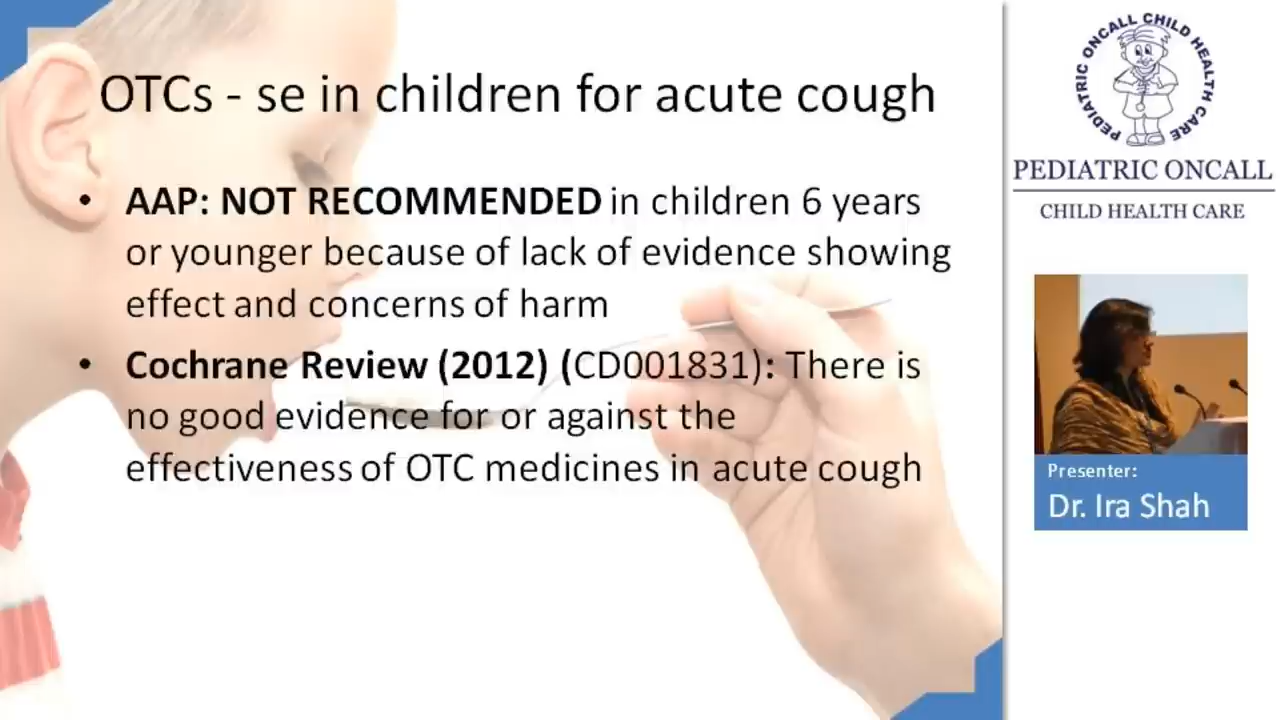 OTCs - se in children for acute cough
• AAP: NOT RECOMMENDED in children 6 years
or younger because of lack of evidence showing
effect and concerns of harm
• Cochrane Review (2012) (CD001831): There is
no good evidence for or against the
effectiveness of OTC medicines in acute cough
PEDIATRIC ONCALL CHILD HEALTH CARE
PEDIATRIC ONCALL
CHILD HEALTH CARE
Presenter:
Dr. Ira Shah